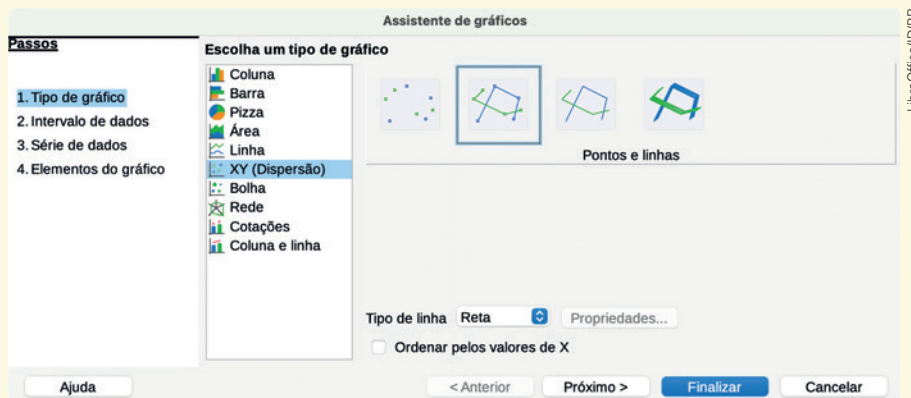 Assistente de gráficos
Passos
1. Tipo de gráfico
2. Intervalo de dados
3. Série de dados
4. Elementos do gráfico
Escolha um tipo de gráfico
Coluna
Barra
Pizza
Área
Linha
XY (Dispersão)
Bolha
Rede
Cotações
Coluna e linha
Pontos e linhas
Tipo de linha Reta Propriedades...
Ordenar pelos valores de X
Ajuda < Anterior Próximo > Finalizar Cancelar